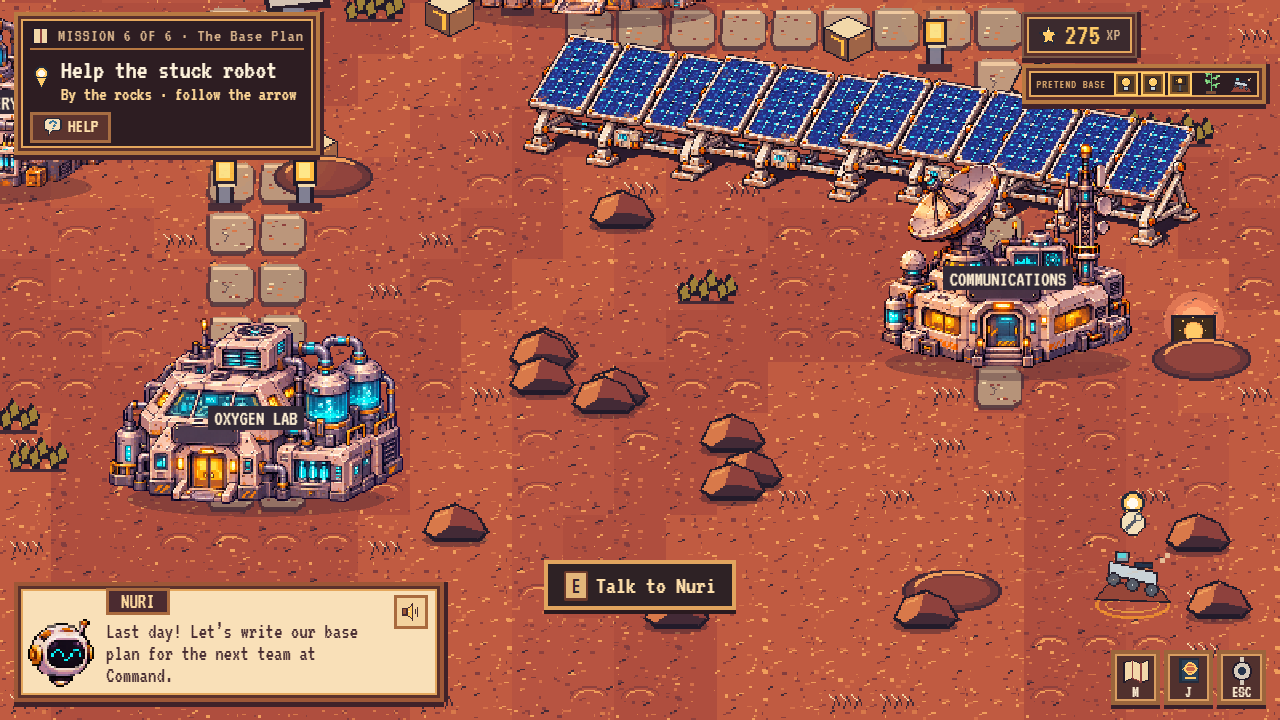 MISSION 6 OF 6 · The Base Plan
Help the stuck robot
By the rocks · follow the arrow
HELP
275 XP
PRETEND BASE
COMMUNICATIONS
OXYGEN LAB
E Talk to Nuri
NURI
Last day! Let's write our base
plan for the next team at
Command.
M
J
ESC